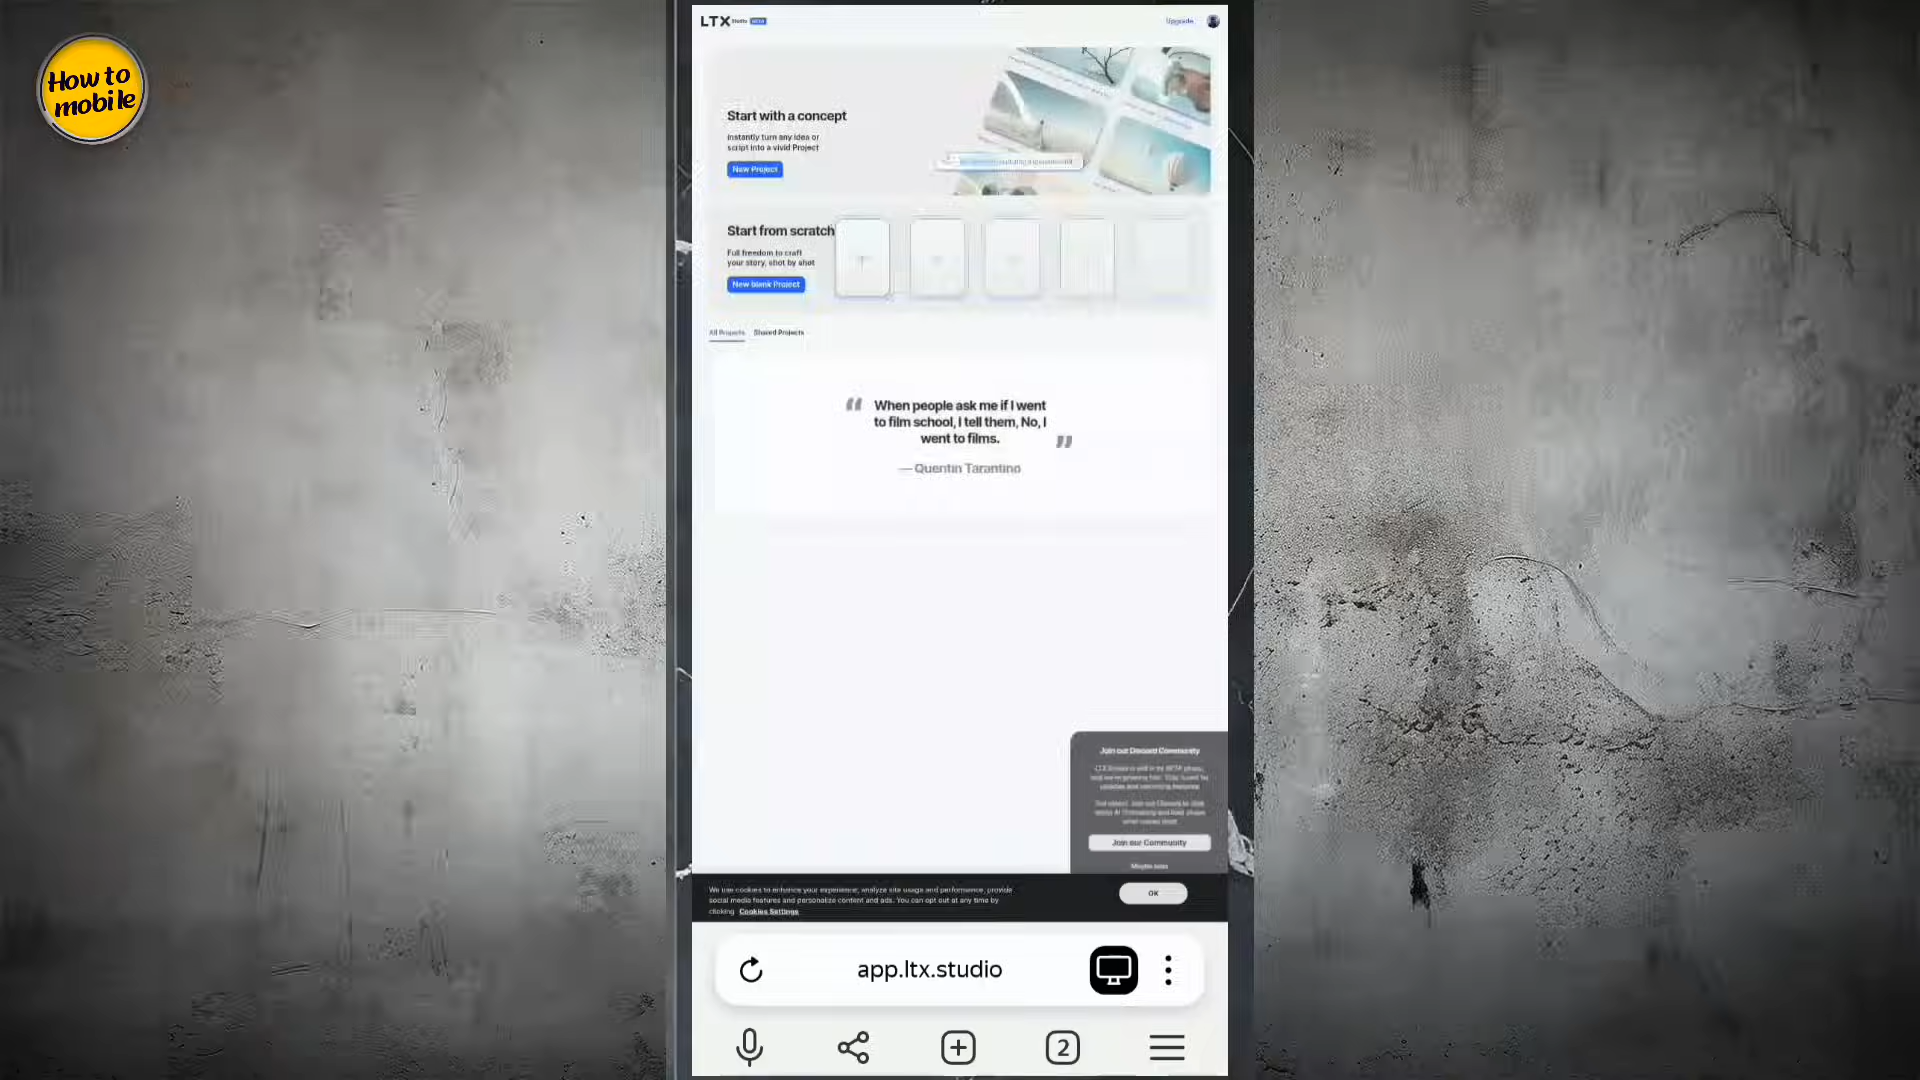 How to
mobile
LTX Studio BETA
Upgrade
Start with a concept
Instantly turn any idea or
script into a vivid Project
New Project
Start from scratch
Full freedom to craft
your story, shot by shot
New blank Project
All Projects Shared Projects
“ When people ask me if I went
to film school, I tell them, No, I
went to films. ”
— Quentin Tarantino
Join our Discord Community
Join our Community
Maybe later
We use cookies to enhance your experience, analyze site usage and performance, provide
social media features and personalize content and ads. You can opt out at any time by
clicking Cookies Settings
OK
app.ltx.studio
2